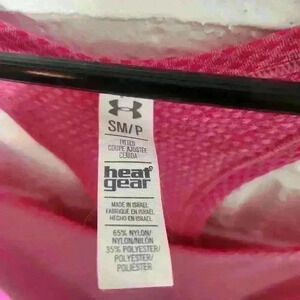 SM/P
FITTED
COUPE AJUSTÉE
CEÑIDA
heat
gear
MADE IN ISRAEL
FABRIQUÉ EN ISRAËL
HECHO EN ISRAEL
65% NYLON/
NYLON/NILÓN
35% POLYESTER/
POLYESTER/
POLIÉSTER